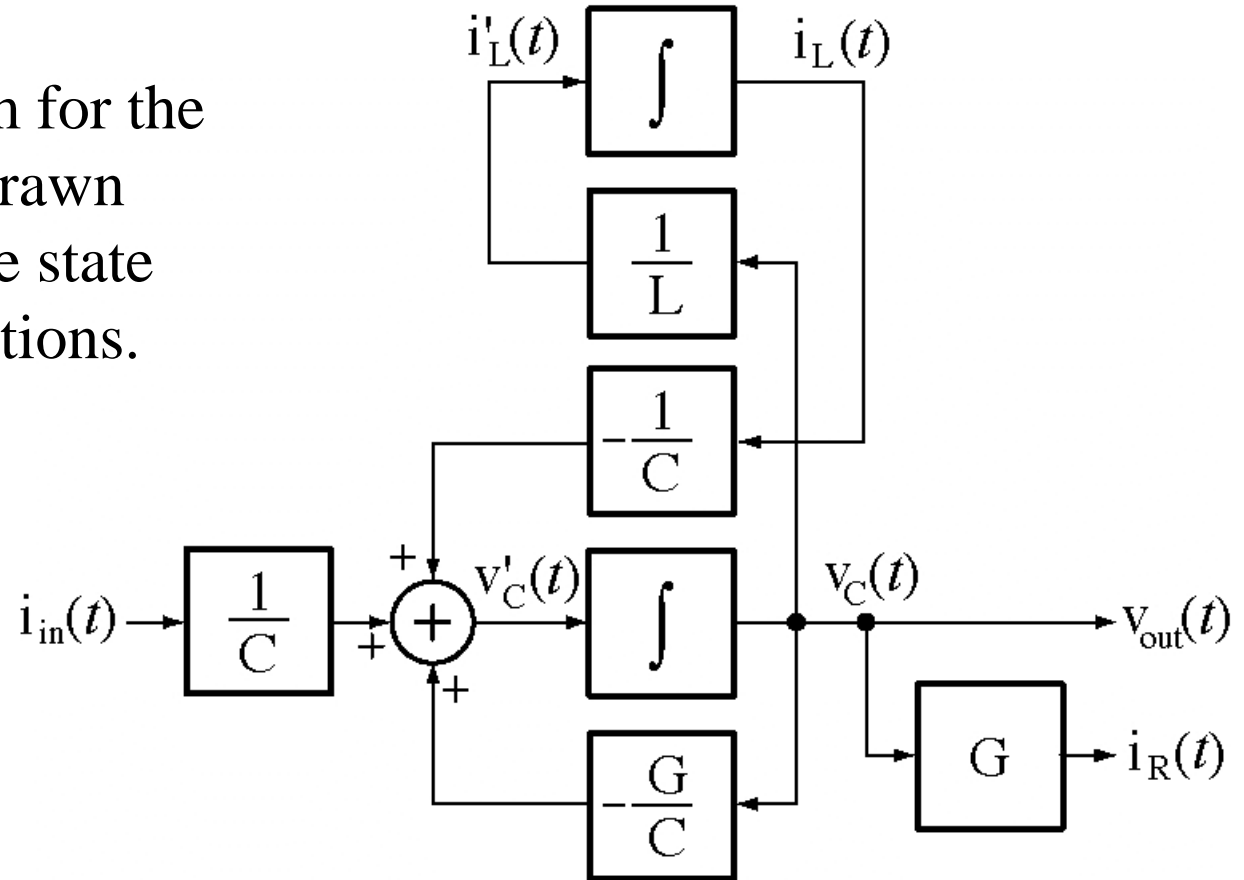 n for the
rawn
e state
tions.
i'L(t)
∫
iL(t)
1
L
-1
C
iin(t)
1
C
+
+
+
+
v'C(t)
∫
vC(t)
vout(t)
-G
C
G
iR(t)